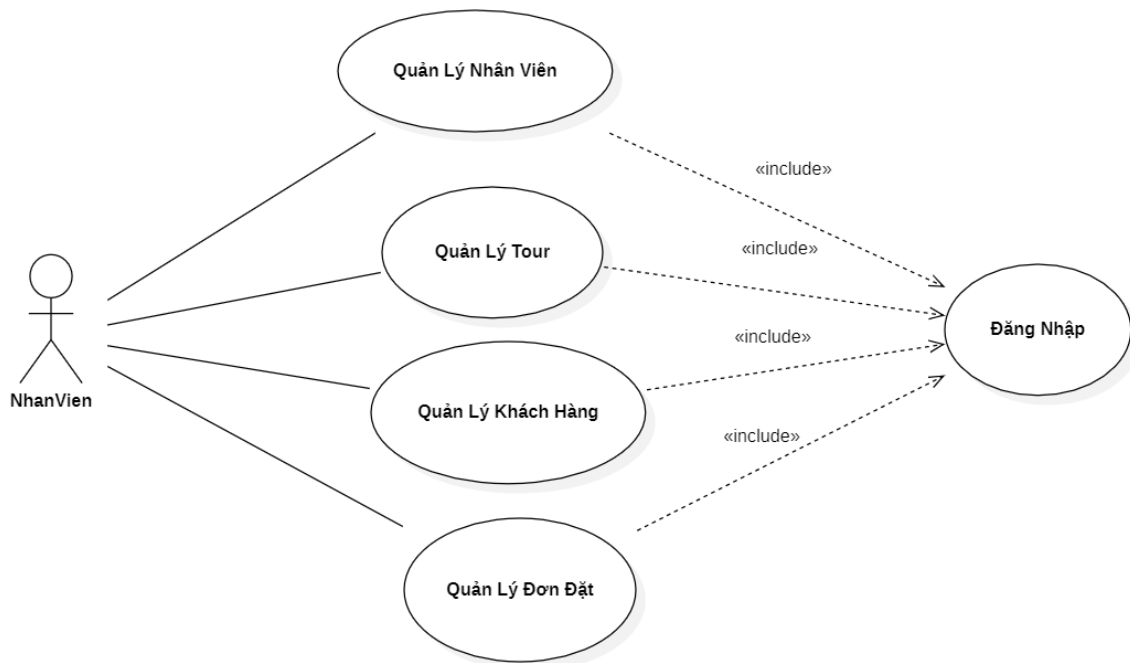 Quản Lý Nhân Viên
«include»
Quản Lý Tour
«include»
Đăng Nhập
«include»
NhanVien
Quản Lý Khách Hàng
«include»
Quản Lý Đơn Đặt